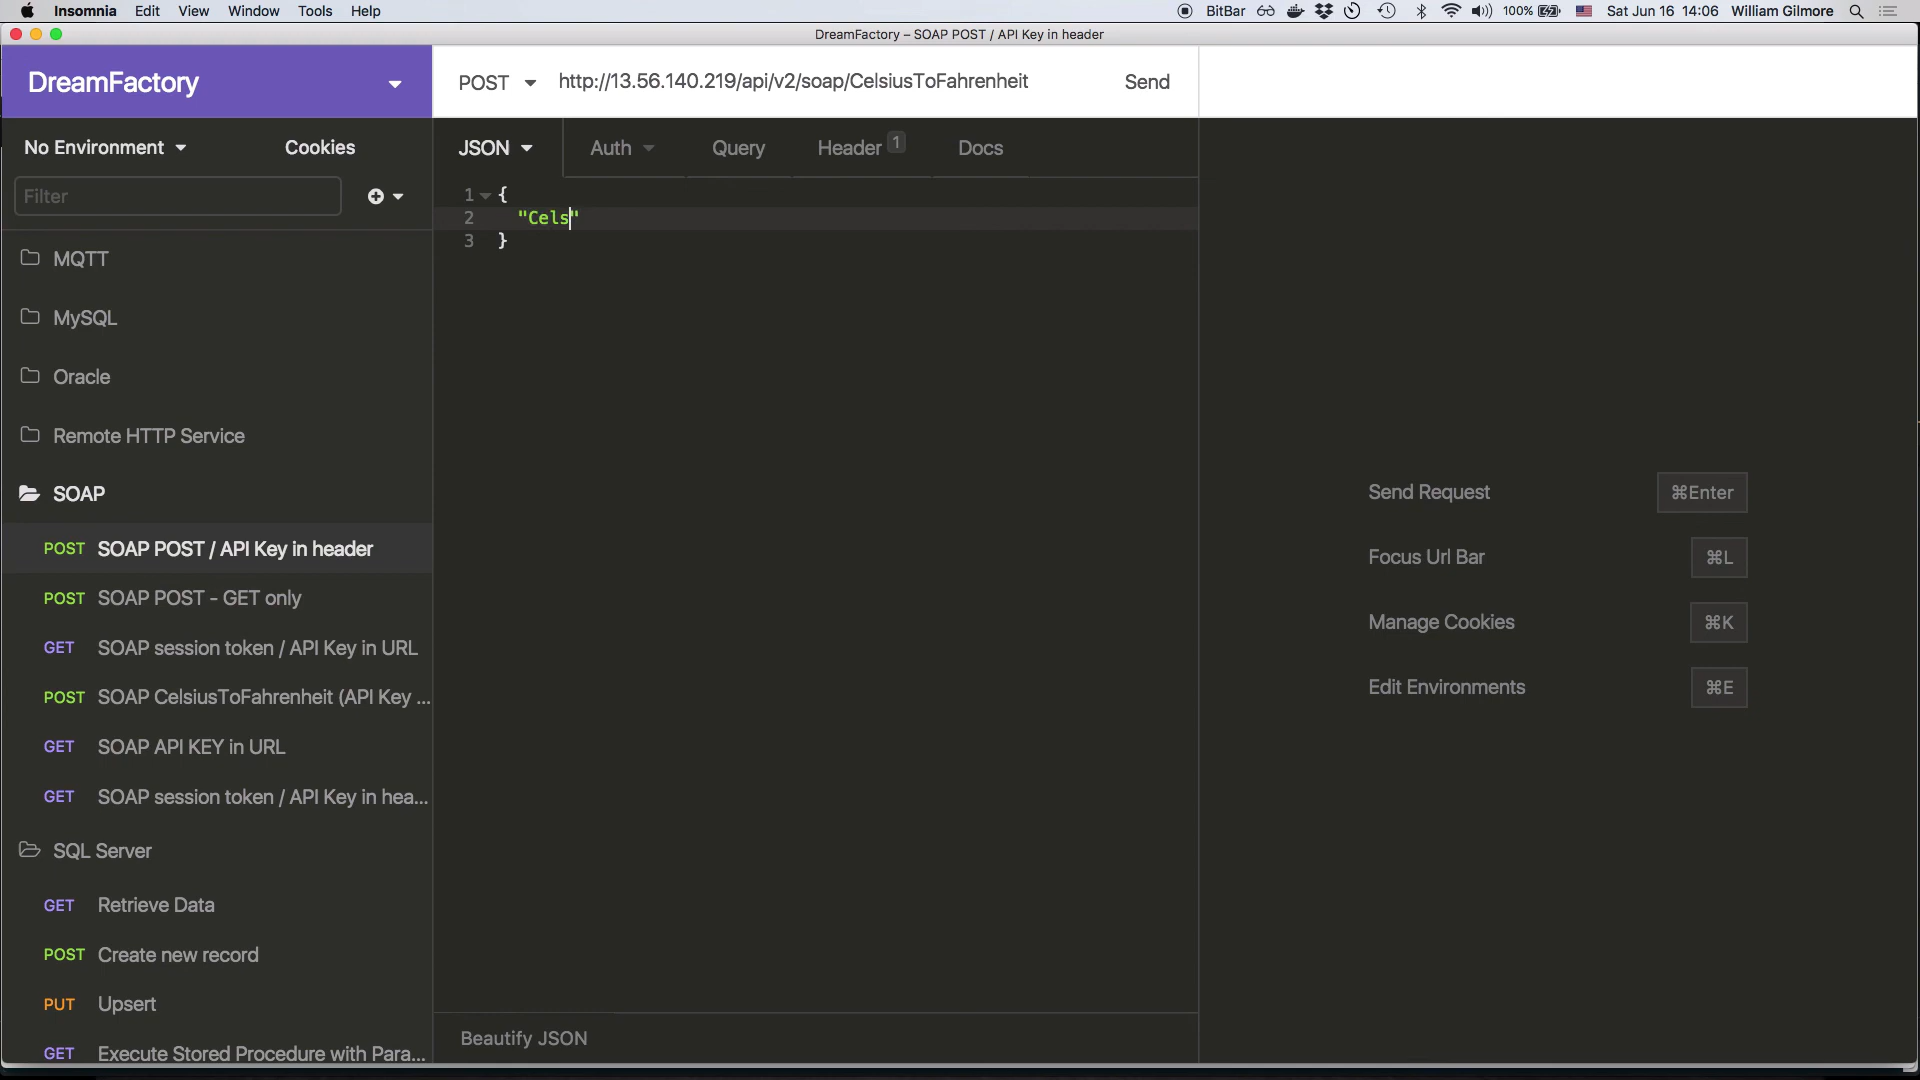 Insomnia Edit View Window Tools Help
BitBar 100% Sat Jun 16 14:06 William Gilmore
DreamFactory – SOAP POST / API Key in header
DreamFactory
POST http://13.56.140.219/api/v2/soap/CelsiusToFahrenheit Send
No Environment Cookies
JSON Auth Query Header 1 Docs
Filter
1 {
2 "Cels"
3 }
MQTT
MySQL
Oracle
Remote HTTP Service
SOAP
POST SOAP POST / API Key in header
POST SOAP POST - GET only
GET SOAP session token / API Key in URL
POST SOAP CelsiusToFahrenheit (API Key ...
GET SOAP API KEY in URL
GET SOAP session token / API Key in hea...
SQL Server
GET Retrieve Data
POST Create new record
PUT Upsert
GET Execute Stored Procedure with Para...
Send Request ⌘Enter
Focus Url Bar ⌘L
Manage Cookies ⌘K
Edit Environments ⌘E
Beautify JSON